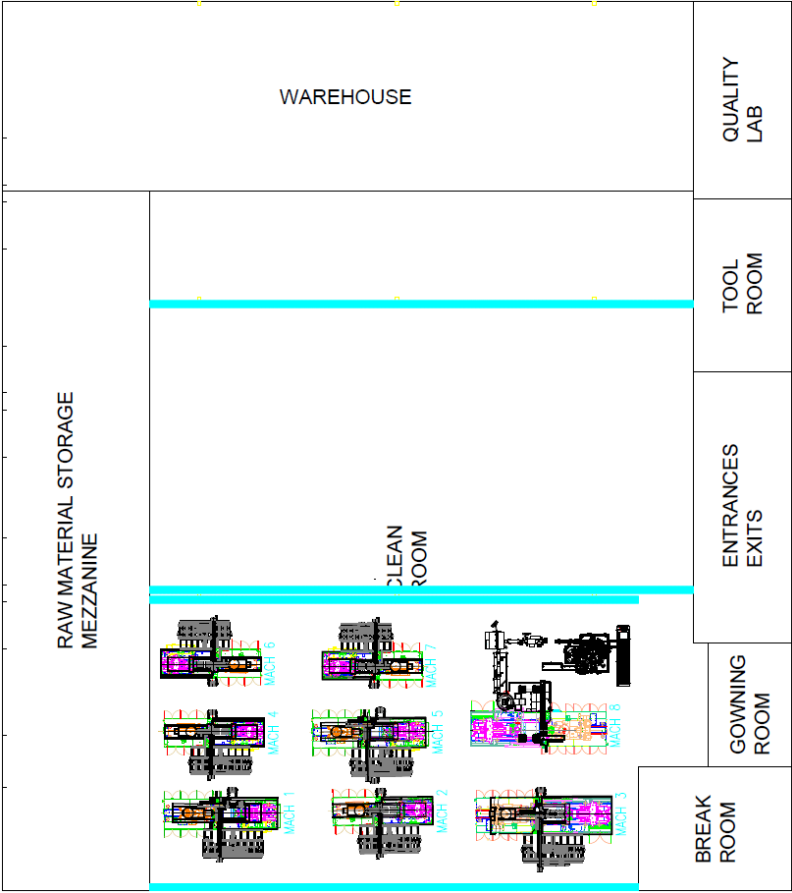 WAREHOUSE
QUALITY
LAB
TOOL
ROOM
RAW MATERIAL STORAGE
MEZZANINE
ENTRANCES
EXITS
CLEAN
ROOM
MACH 6
MACH 7
GOWNING
ROOM
MACH 4
MACH 5
MACH 8
MACH 1
MACH 2
MACH 3
BREAK
ROOM